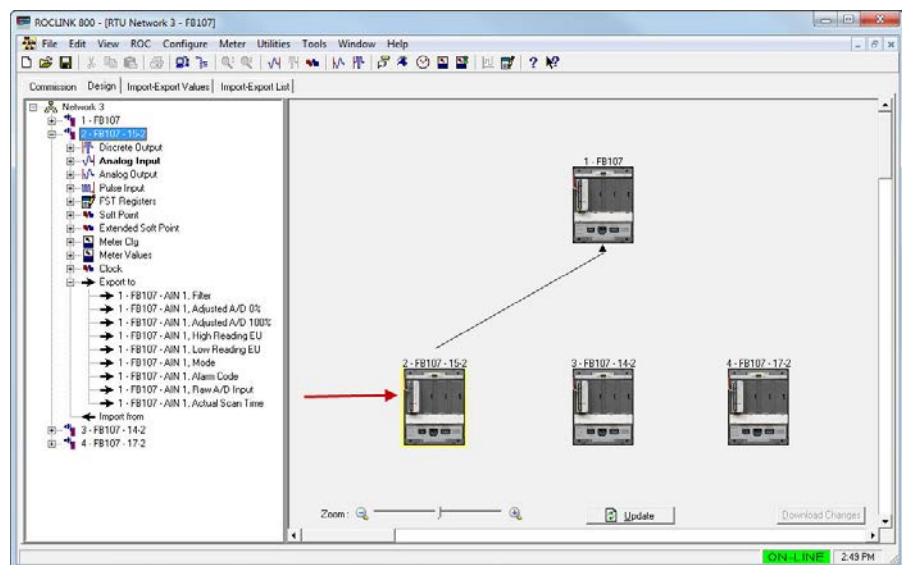 ROCLINK 800 - [RTU Network 3 - FB107]
File Edit View ROC Configure Meter Utilities Tools Window Help
Commission Design Import-Export Values Import-Export List
Network 3
1 - FB107
2 - FB107 - 15-2
Discrete Output
Analog Input
Analog Output
Pulse Input
FST Registers
Soft Point
Extended Soft Point
Meter Cfg
Meter Values
Clock
Export to
1 - FB107 - AIN 1, Filter
1 - FB107 - AIN 1, Adjusted A/D 0%
1 - FB107 - AIN 1, Adjusted A/D 100%
1 - FB107 - AIN 1, High Reading EU
1 - FB107 - AIN 1, Low Reading EU
1 - FB107 - AIN 1, Mode
1 - FB107 - AIN 1, Alarm Code
1 - FB107 - AIN 1, Raw A/D Input
1 - FB107 - AIN 1, Actual Scan Time
Import from
3 - FB107 - 14-2
4 - FB107 - 17-2
1 - FB107
2 - FB107 - 15-2 3 - FB107 - 14-2 4 - FB107 - 17-2
Zoom: Update Download Changes
ON-LINE 2:49 PM